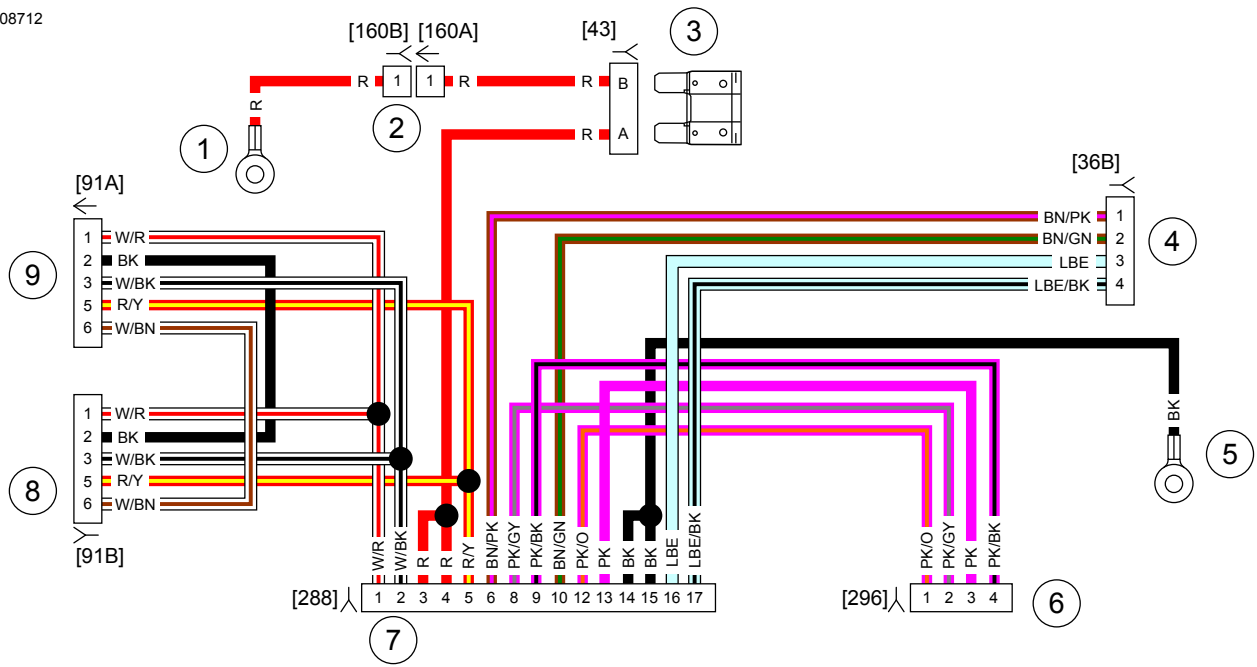 08712
[160B] [160A] [43] 3
R 1 1 R R B
R
1 2 R A
[91A] [36B]
1 W/R BN/PK 1
2 BK BN/GN 2
3 W/BK LBE 3
5 R/Y LBE/BK 4
6 W/BN
9 4
1 W/R
2 BK BK
3 W/BK
5 R/Y
6 W/BN
8 5
[91B]
W/R W/BK R R R/Y BN/PK PK/GY PK/BK BN/GN PK/O PK BK BK LBE LBE/BK PK/O PK/GY PK PK/BK
[288] 1 2 3 4 5 6 8 9 10 12 13 14 15 16 17 [296] 1 2 3 4 6
7